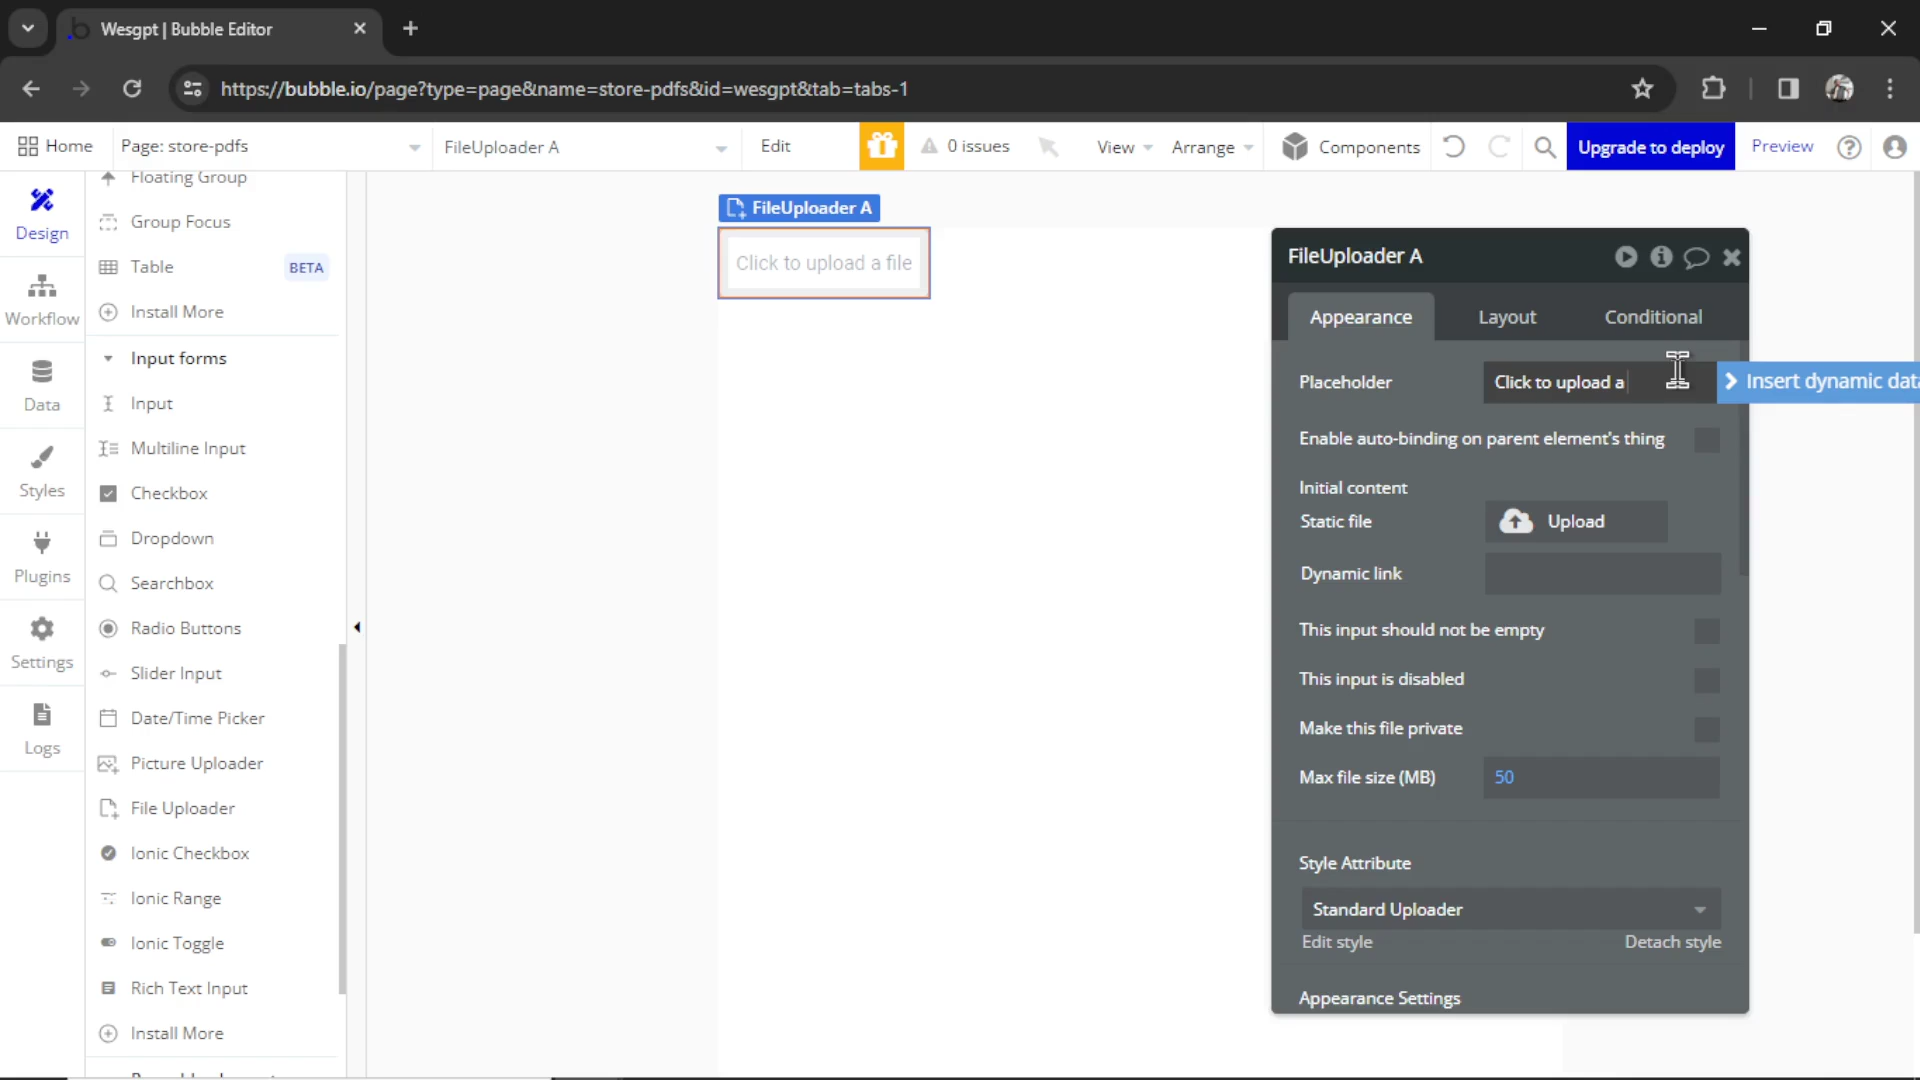 Wesgpt | Bubble Editor
https://bubble.io/page?type=page&name=store-pdfs&id=wesgpt&tab=tabs-1
Home
Page: store-pdfs
FileUploader A
Edit
0 issues
View
Arrange
Components
Upgrade to deploy
Preview
Design
Workflow
Data
Styles
Plugins
Settings
Logs
Floating Group
Group Focus
Table
BETA
Install More
Input forms
Input
Multiline Input
Checkbox
Dropdown
Searchbox
Radio Buttons
Slider Input
Date/Time Picker
Picture Uploader
File Uploader
Ionic Checkbox
Ionic Range
Ionic Toggle
Rich Text Input
Install More
FileUploader A
Click to upload a file
FileUploader A
Appearance
Layout
Conditional
Placeholder
Click to upload a
Insert dynamic dat
Enable auto-binding on parent element's thing
Initial content
Static file
Upload
Dynamic link
This input should not be empty
This input is disabled
Make this file private
Max file size (MB)
50
Style Attribute
Standard Uploader
Edit style
Detach style
Appearance Settings